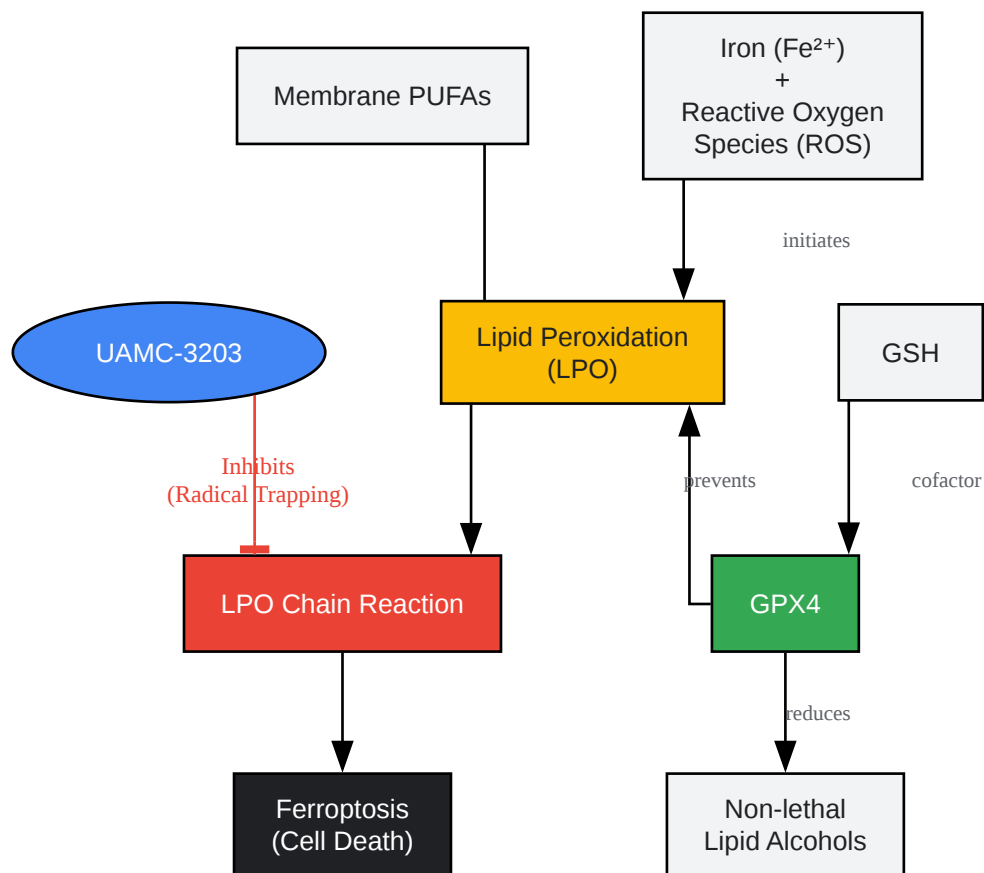 Membrane PUFAs
Iron (Fe²⁺)
+
Reactive Oxygen
Species (ROS)
initiates
UAMC-3203
Lipid Peroxidation
(LPO)
GSH
Inhibits
(Radical Trapping)
prevents
cofactor
LPO Chain Reaction
GPX4
reduces
Ferroptosis
(Cell Death)
Non-lethal
Lipid Alcohols